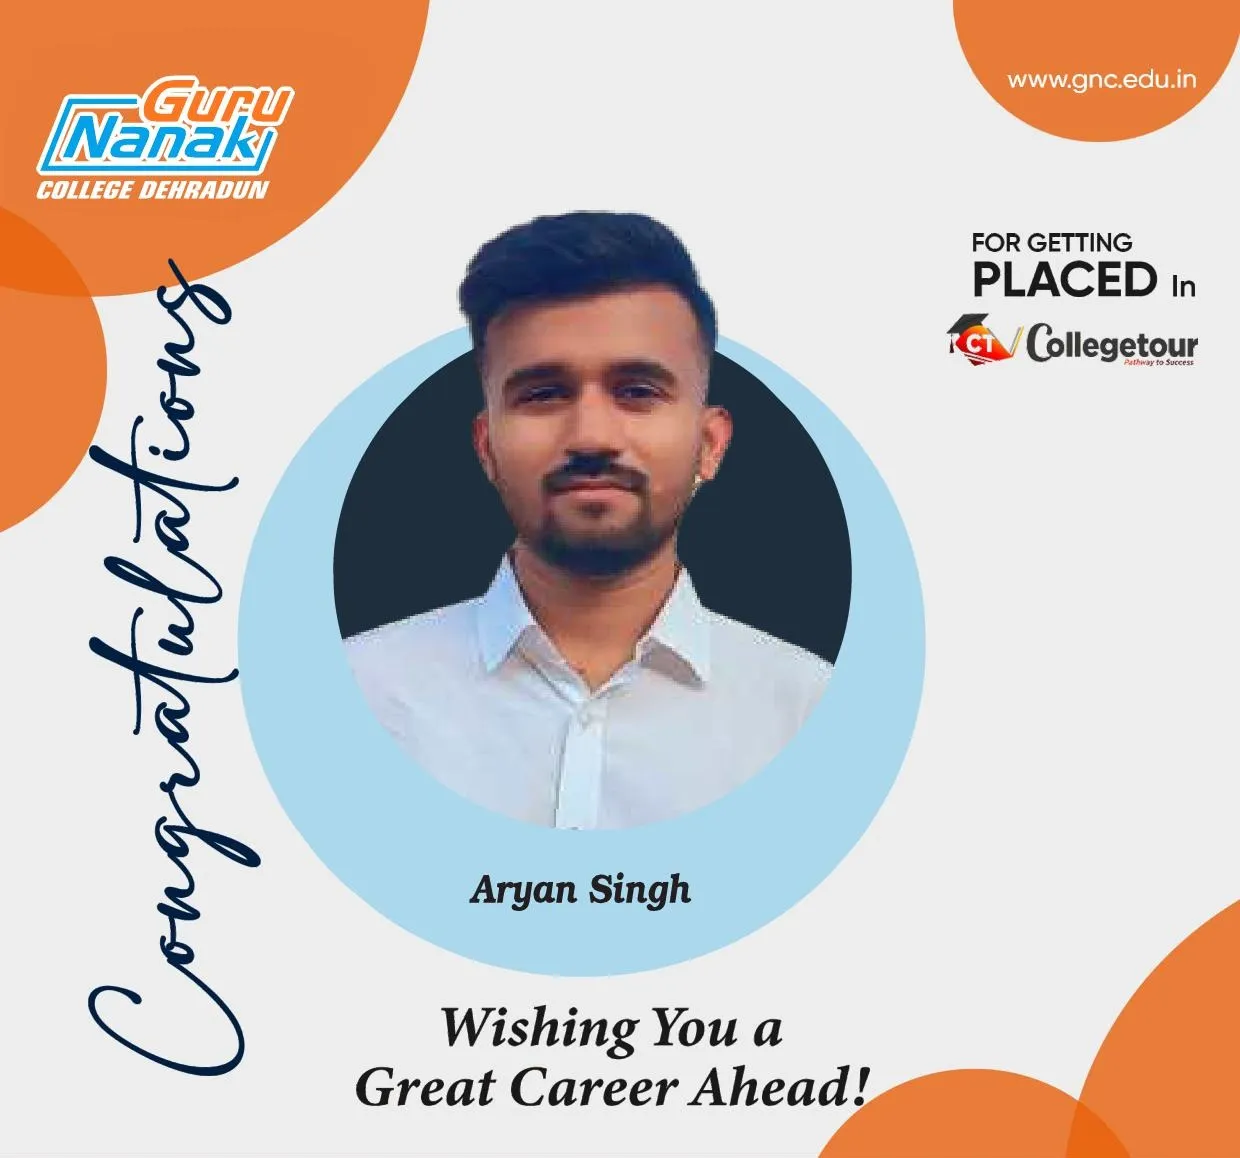 Guru
Nanak
COLLEGE DEHRADUN
www.gnc.edu.in
Congratulations
FOR GETTING
PLACED In
CT Collegetour
Pathway to Success
Aryan Singh
Wishing You a
Great Career Ahead!